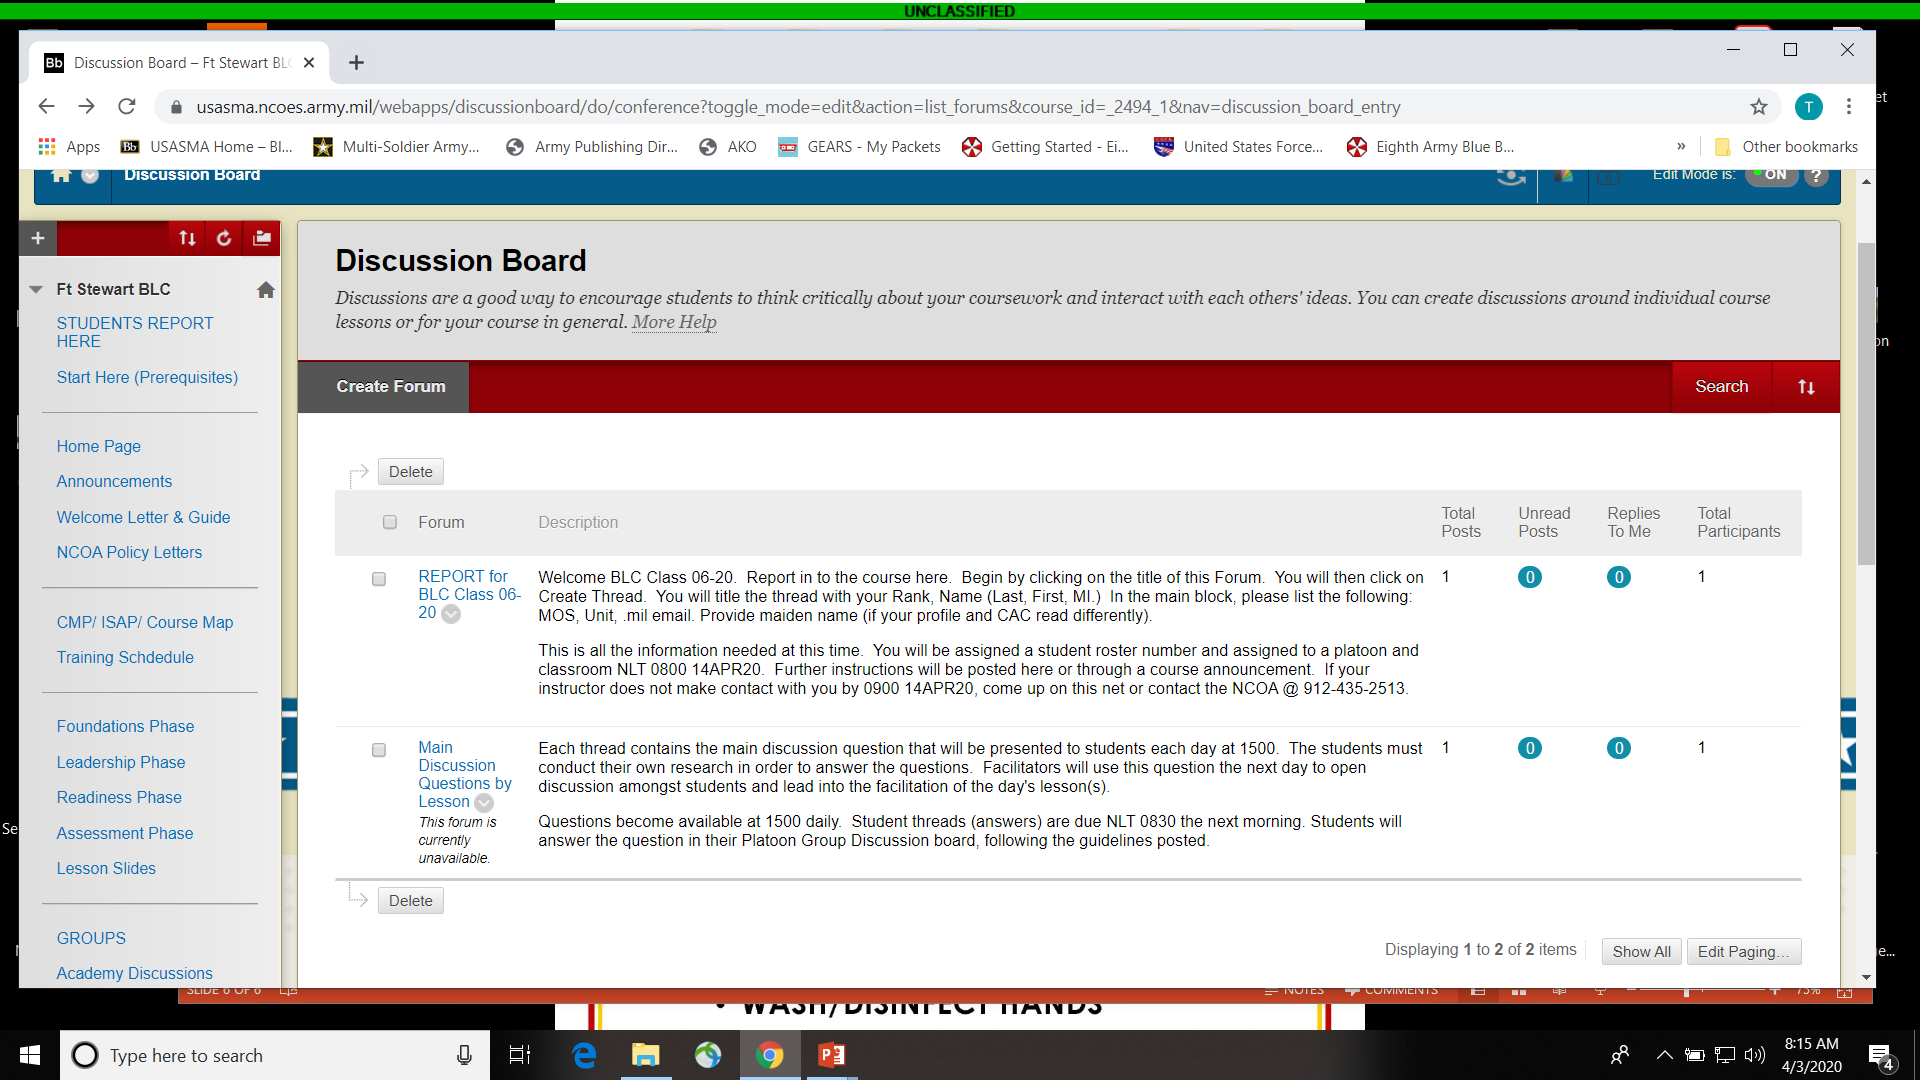 UNCLASSIFIED
Bb Discussion Board – Ft Stewart BLC
usasma.ncoes.army.mil/webapps/discussionboard/do/conference?toggle_mode=edit&action=list_forums&course_id=_2494_1&nav=discussion_board_entry
T
Apps Bb USASMA Home – Bl... Multi-Soldier Army... Army Publishing Dir... AKO GEARS - My Packets Getting Started - Ei... United States Force... Eighth Army Blue B... » Other bookmarks
Discussion Board Edit Mode is: ON ?
Ft Stewart BLC
STUDENTS REPORT
HERE
Start Here (Prerequisites)
Home Page
Announcements
Welcome Letter & Guide
NCOA Policy Letters
CMP/ ISAP/ Course Map
Training Schdedule
Foundations Phase
Leadership Phase
Readiness Phase
Assessment Phase
Lesson Slides
GROUPS
Academy Discussions
Discussion Board
Discussions are a good way to encourage students to think critically about your coursework and interact with each others' ideas. You can create discussions around individual course
lessons or for your course in general. More Help
Create Forum Search
Delete
Forum Description Total Posts Unread Posts Replies To Me Total Participants
REPORT for
BLC Class 06-
20
Welcome BLC Class 06-20. Report in to the course here. Begin by clicking on the title of this Forum. You will then click on
Create Thread. You will title the thread with your Rank, Name (Last, First, MI.) In the main block, please list the following:
MOS, Unit, .mil email. Provide maiden name (if your profile and CAC read differently).
This is all the information needed at this time. You will be assigned a student roster number and assigned to a platoon and
classroom NLT 0800 14APR20. Further instructions will be posted here or through a course announcement. If your
instructor does not make contact with you by 0900 14APR20, come up on this net or contact the NCOA @ 912-435-2513.
1 0 0 1
Main
Discussion
Questions by
Lesson
This forum is
currently
unavailable.
Each thread contains the main discussion question that will be presented to students each day at 1500. The students must
conduct their own research in order to answer the questions. Facilitators will use this question the next day to open
discussion amongst students and lead into the facilitation of the day's lesson(s).
Questions become available at 1500 daily. Student threads (answers) are due NLT 0830 the next morning. Students will
answer the question in their Platoon Group Discussion board, following the guidelines posted.
1 0 0 1
Delete
Displaying 1 to 2 of 2 items Show All Edit Paging...
SLIDE 6 OF 6 NOTES COMMENTS 75%
• WASH/DISINFECT HANDS
Type here to search
8:15 AM
4/3/2020
4